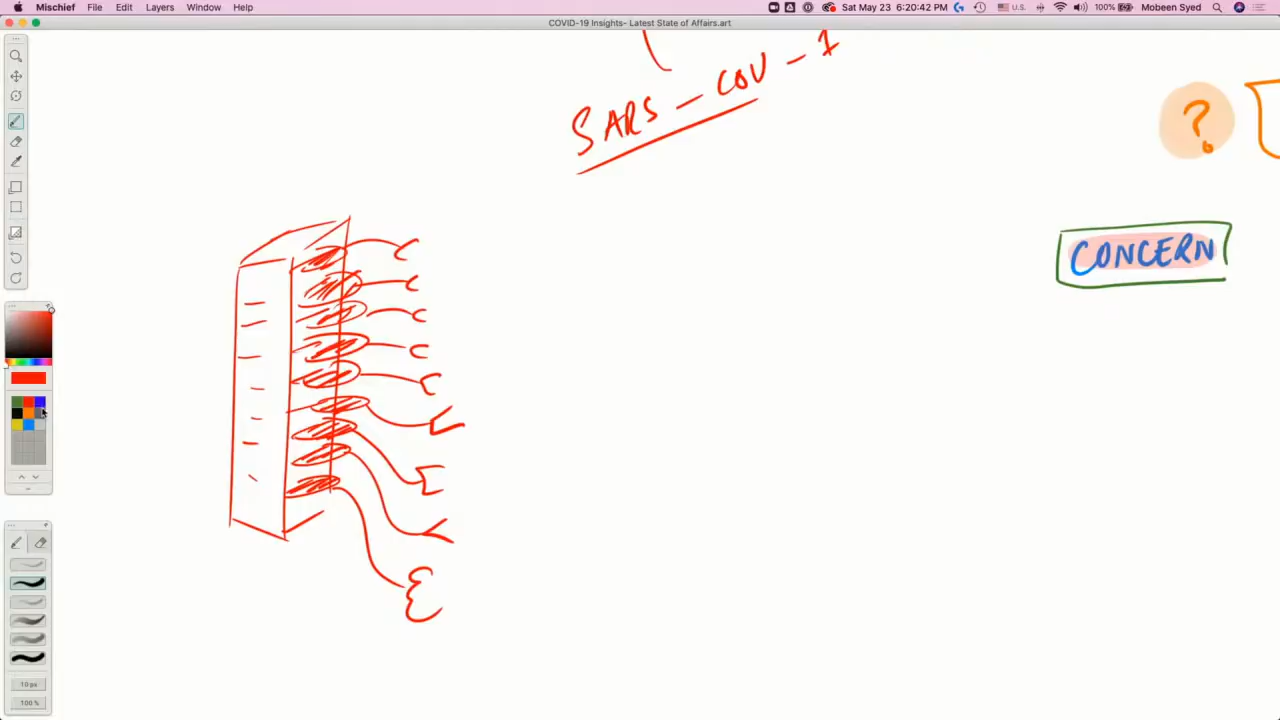 Mischief File Edit Layers Window Help U.S. 100% Sat May 23 6:20:42 PM Mobeen Syed
COVID-19 Insights- Latest State of Affairs.art
SARS - COV - 1
?
CONCERN
10 px
100 %